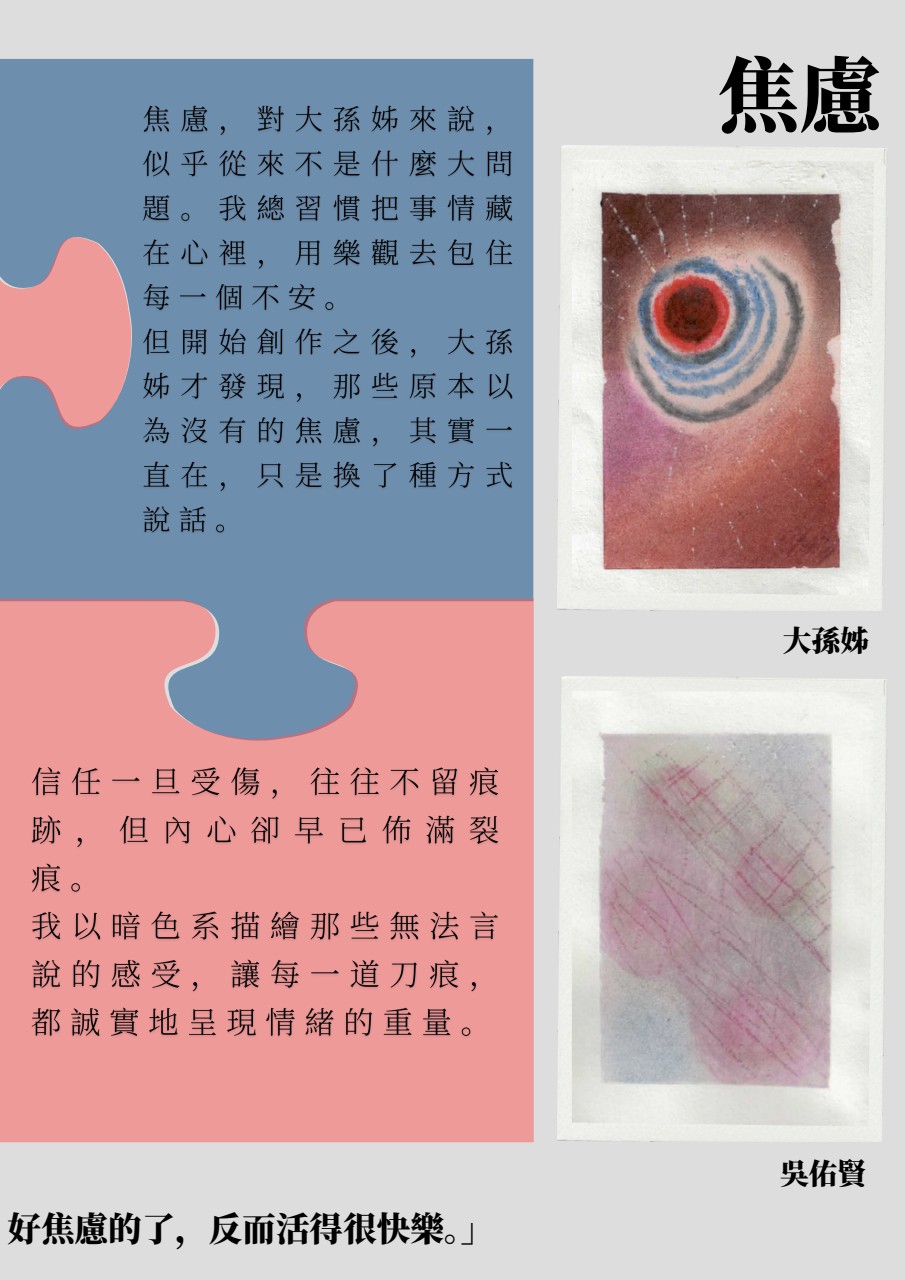 焦慮
焦慮，對大孫姊來說，
似乎從來不是什麼大問
題。我總習慣把事情藏
在心裡，用樂觀去包住
每一個不安。
但開始創作之後，大孫
姊才發現，那些原本以
為沒有的焦慮，其實一
直在，只是換了種方式
說話。
大孫姊
信任一旦受傷，往往不留痕
跡，但內心卻早已佈滿裂
痕。
我以暗色系描繪那些無法言
說的感受，讓每一道刀痕，
都誠實地呈現情緒的重量。
吳佑賢
好焦慮的了，反而活得很快樂。」